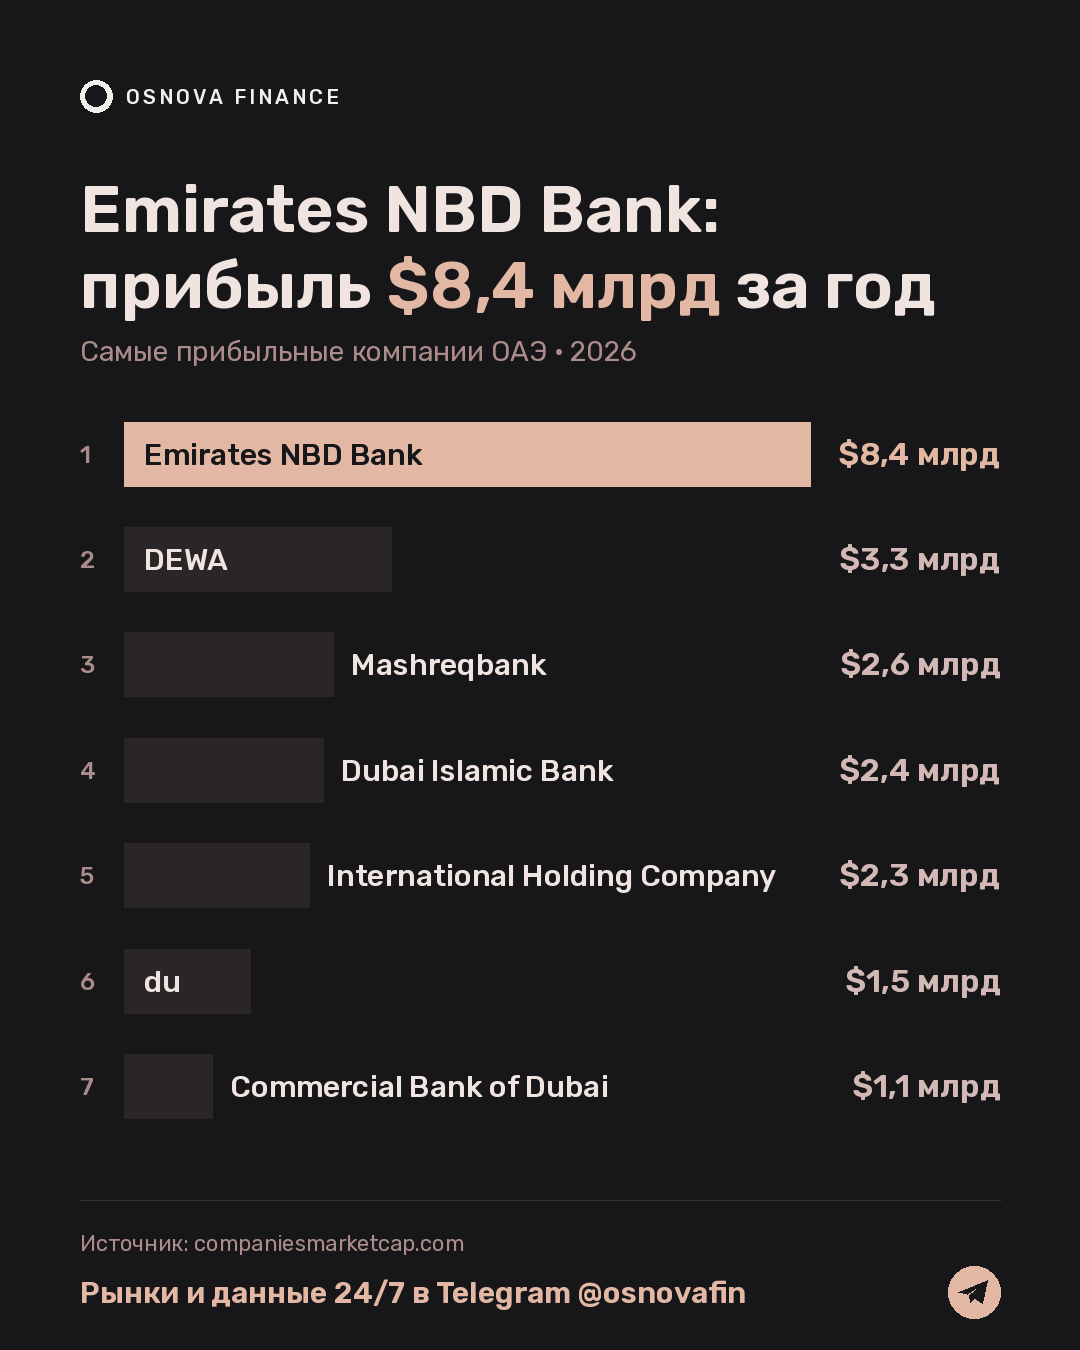 OSNOVA FINANCE
Emirates NBD Bank:
прибыль $8,4 млрд за год
Самые прибыльные компании ОАЭ • 2026
1 Emirates NBD Bank $8,4 млрд
2 DEWA $3,3 млрд
3 Mashreqbank $2,6 млрд
4 Dubai Islamic Bank $2,4 млрд
5 International Holding Company $2,3 млрд
6 du $1,5 млрд
7 Commercial Bank of Dubai $1,1 млрд
Источник: companiesmarketcap.com
Рынки и данные 24/7 в Telegram @osnovafin